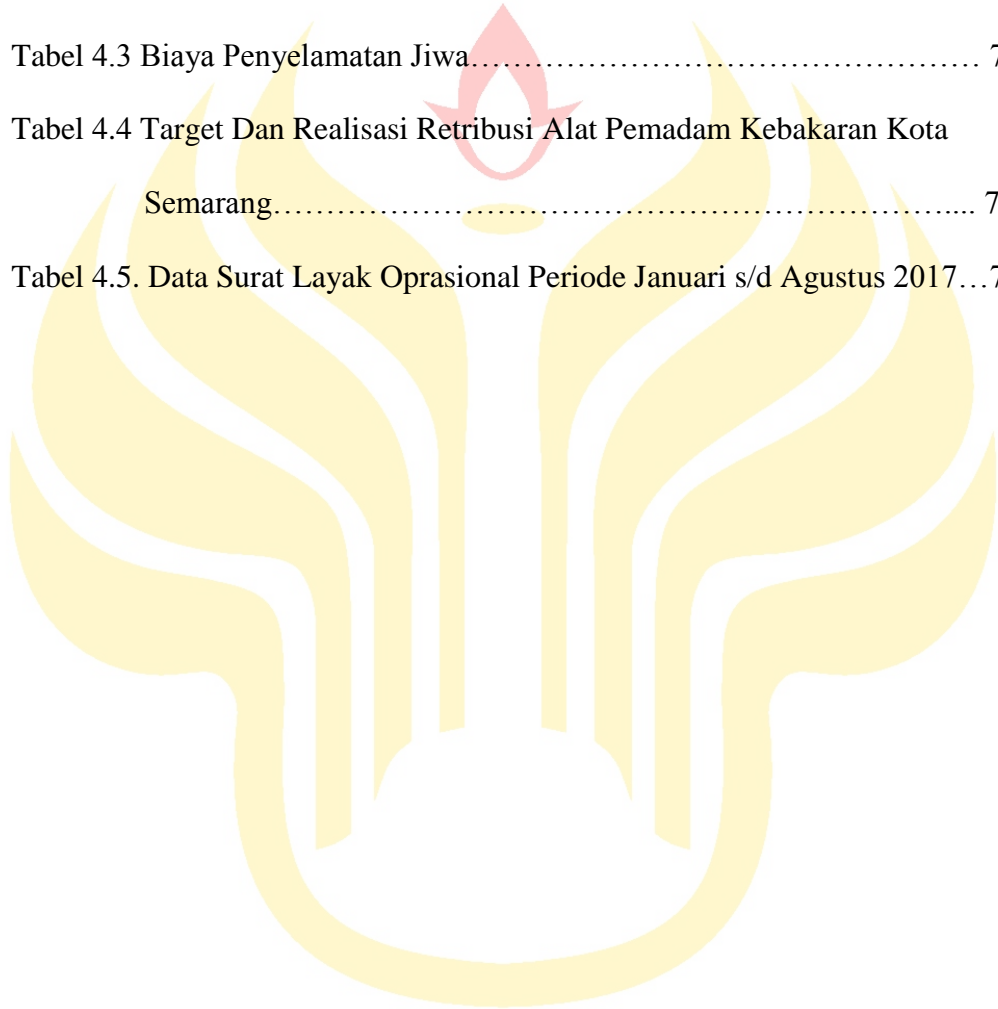 Tabel 4.3 Biaya Penyelamatan Jiwa………………………………………… 7
Tabel 4.4 Target Dan Realisasi Retribusi Alat Pemadam Kebakaran Kota
Semarang……………………………………………………….... 7
Tabel 4.5. Data Surat Layak Oprasional Periode Januari s/d Agustus 2017…7